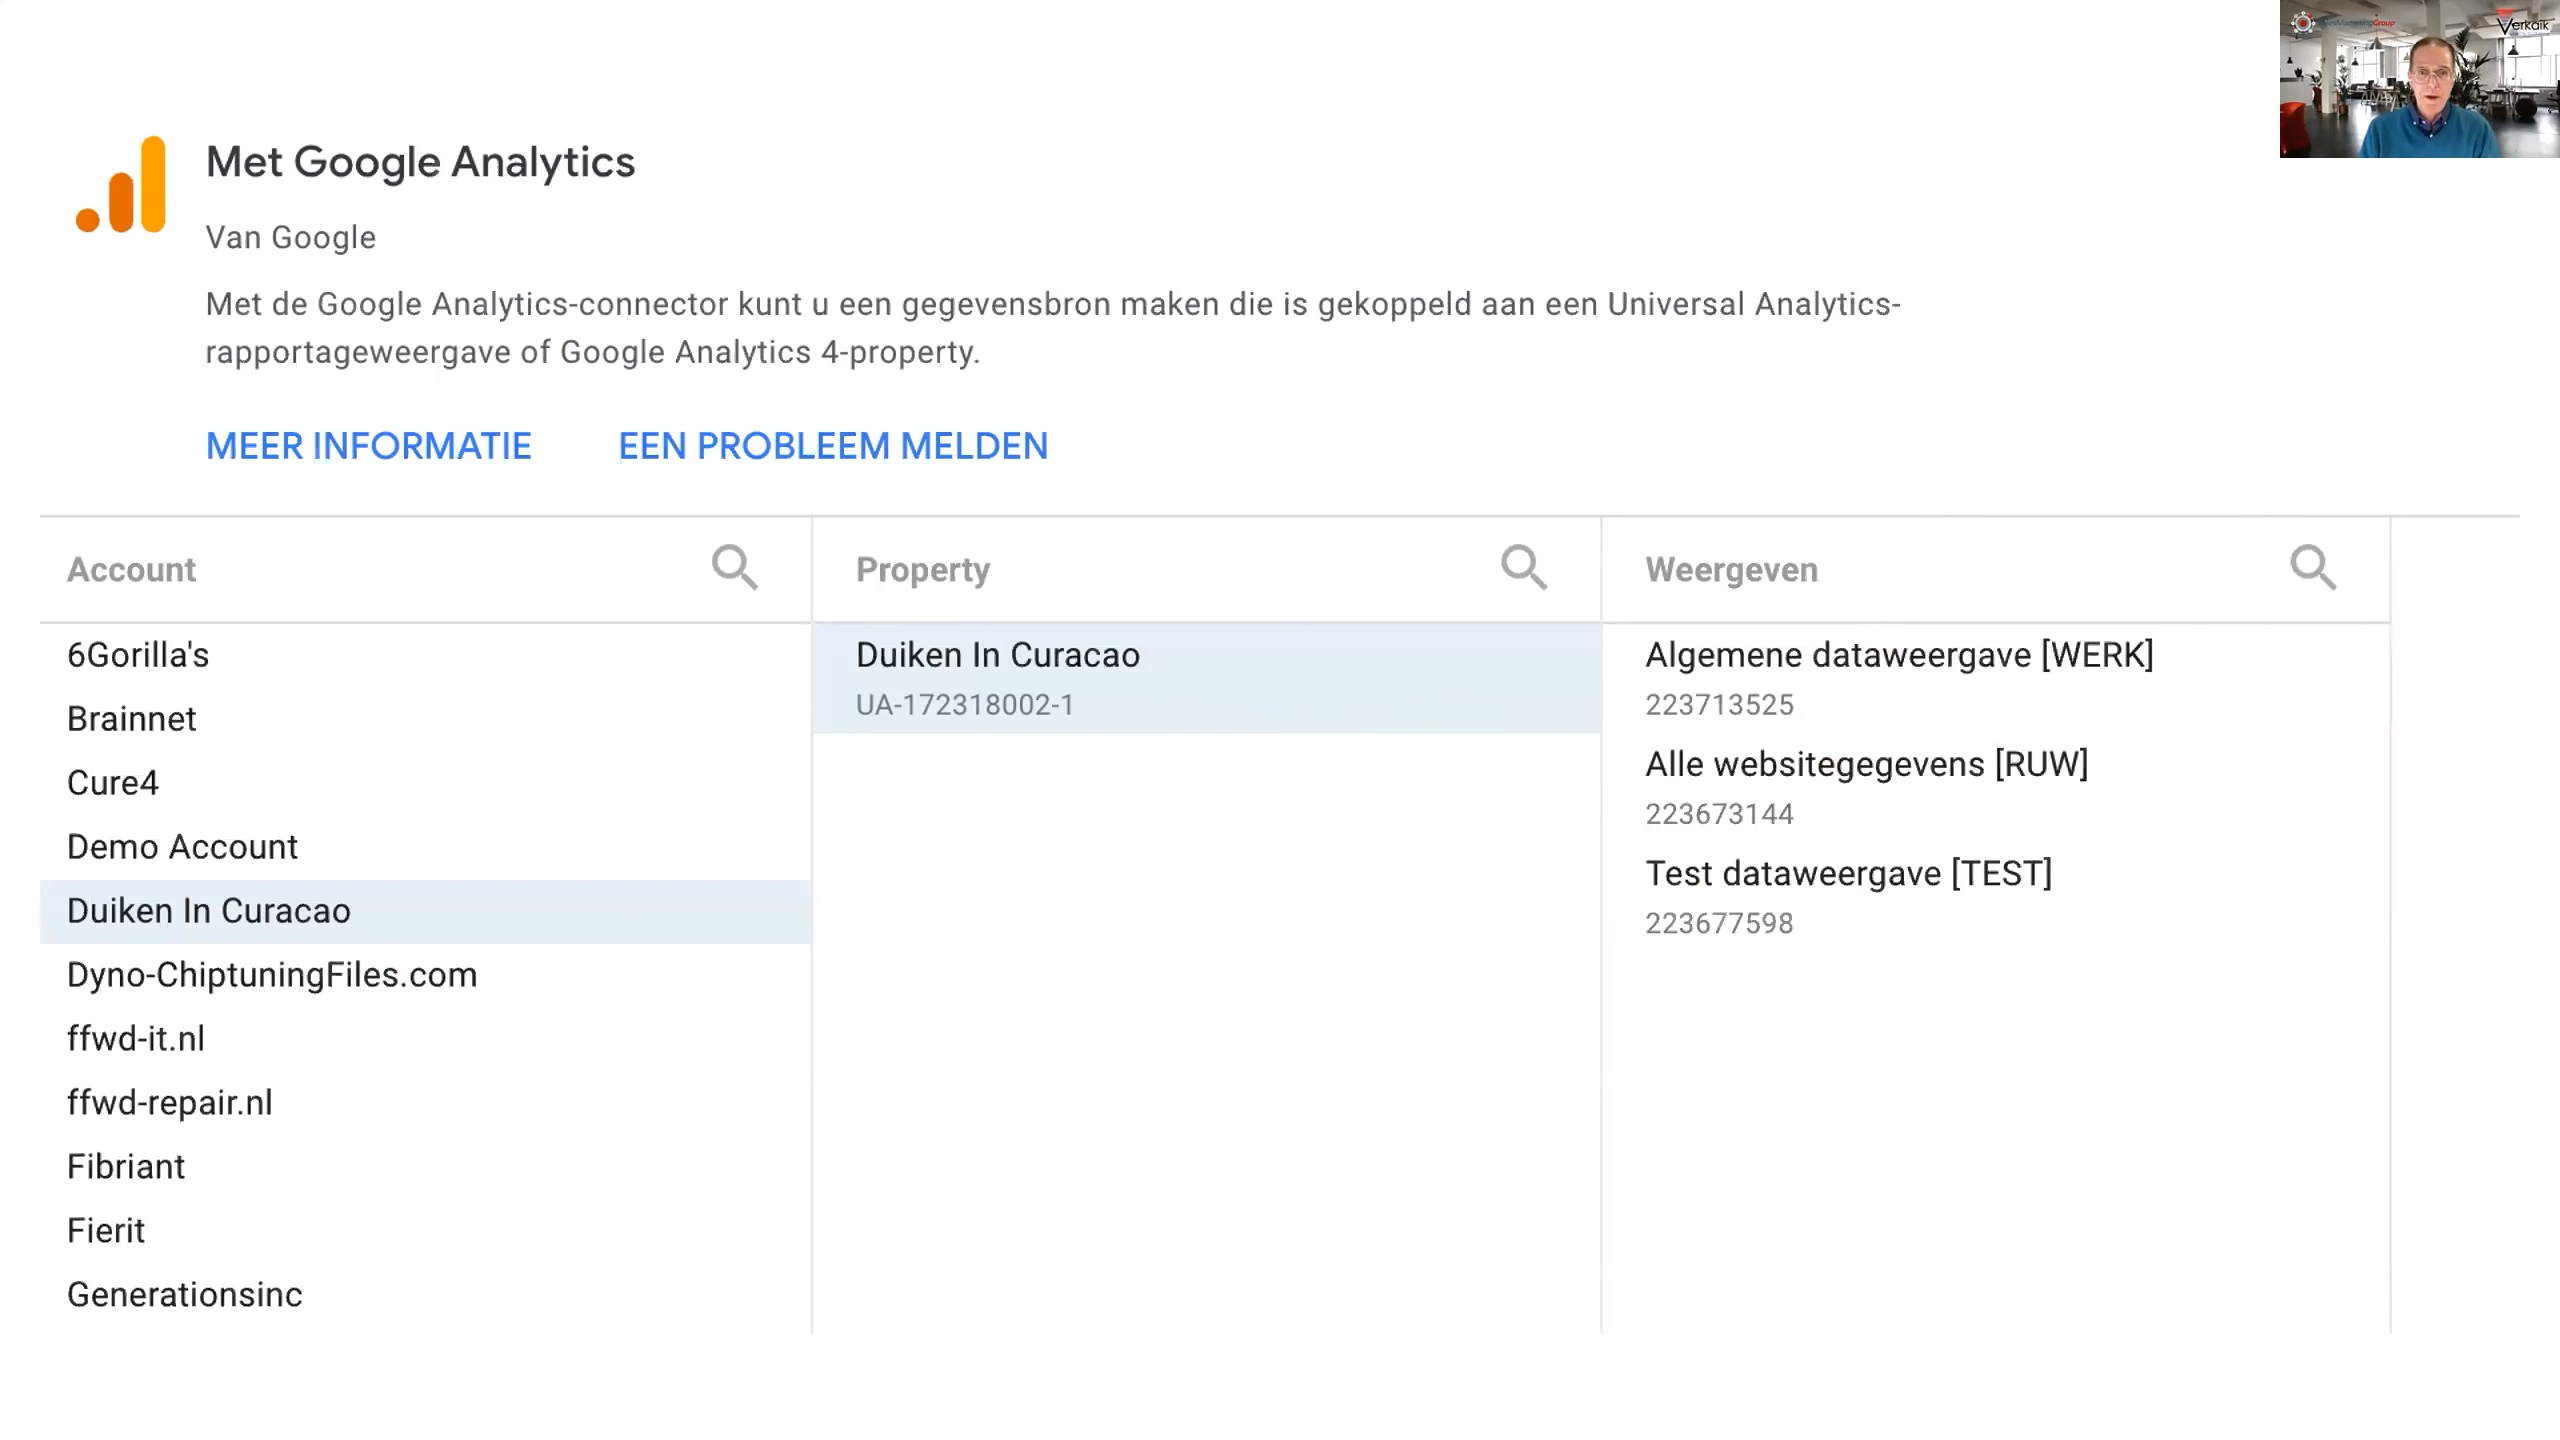 Verkaik
Met Google Analytics
Van Google
Met de Google Analytics-connector kunt u een gegevensbron maken die is gekoppeld aan een Universal Analytics-
rapportageweergave of Google Analytics 4-property.
MEER INFORMATIE
EEN PROBLEEM MELDEN
Account
Property
Weergeven
6Gorilla's
Brainnet
Cure4
Demo Account
Duiken In Curacao
Dyno-ChiptuningFiles.com
ffwd-it.nl
ffwd-repair.nl
Fibriant
Fierit
Generationsinc
Duiken In Curacao
UA-172318002-1
Algemene dataweergave [WERK]
223713525
Alle websitegegevens [RUW]
223673144
Test dataweergave [TEST]
223677598